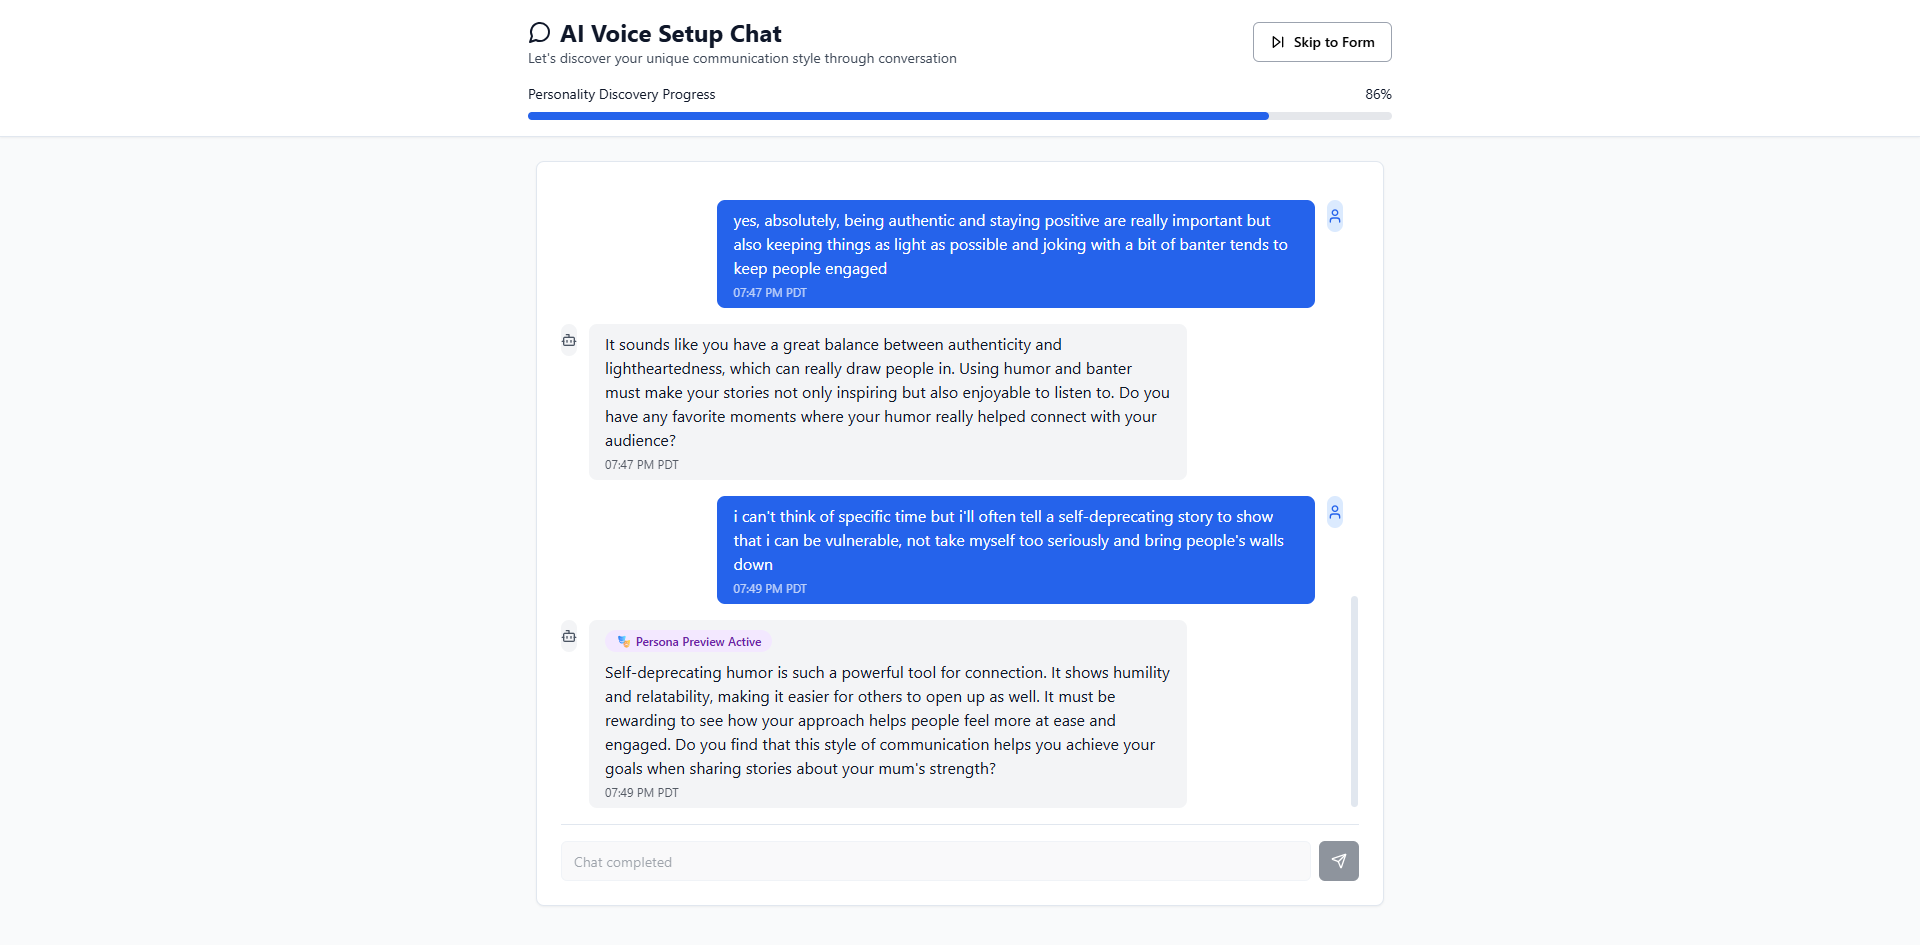 AI Voice Setup Chat
Let's discover your unique communication style through conversation
Skip to Form
Personality Discovery Progress
86%
yes, absolutely, being authentic and staying positive are really important but
also keeping things as light as possible and joking with a bit of banter tends to
keep people engaged
07:47 PM PDT
It sounds like you have a great balance between authenticity and
lightheartedness, which can really draw people in. Using humor and banter
must make your stories not only inspiring but also enjoyable to listen to. Do you
have any favorite moments where your humor really helped connect with your
audience?
07:47 PM PDT
i can't think of specific time but i'll often tell a self-deprecating story to show
that i can be vulnerable, not take myself too seriously and bring people's walls
down
07:49 PM PDT
Persona Preview Active
Self-deprecating humor is such a powerful tool for connection. It shows humility
and relatability, making it easier for others to open up as well. It must be
rewarding to see how your approach helps people feel more at ease and
engaged. Do you find that this style of communication helps you achieve your
goals when sharing stories about your mum's strength?
07:49 PM PDT
Chat completed